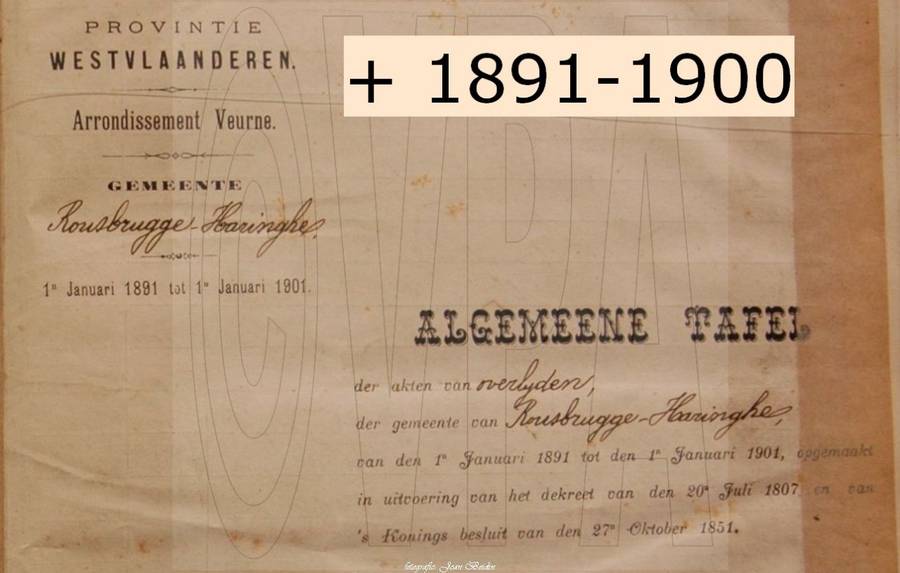 PROVINTIE
WESTVLAANDEREN.
Arrondissement Veurne.
GEMEENTE
Rousbrugge-Haringhe,
1n Januari 1891 tot 1n Januari 1901.
+ 1891-1900
ALGEMEENE TAFEL
der akten van overlyden,
der gemeente van Rousbrugge-Haringhe,
van den 1n Januari 1891 tot den 1n Januari 1901, opgemaakt
in uitvoering van het dekreet van den 20n Juli 1807 en van
's Konings besluit van den 27n Oktober 1851.
fotografie: Jean Beiden